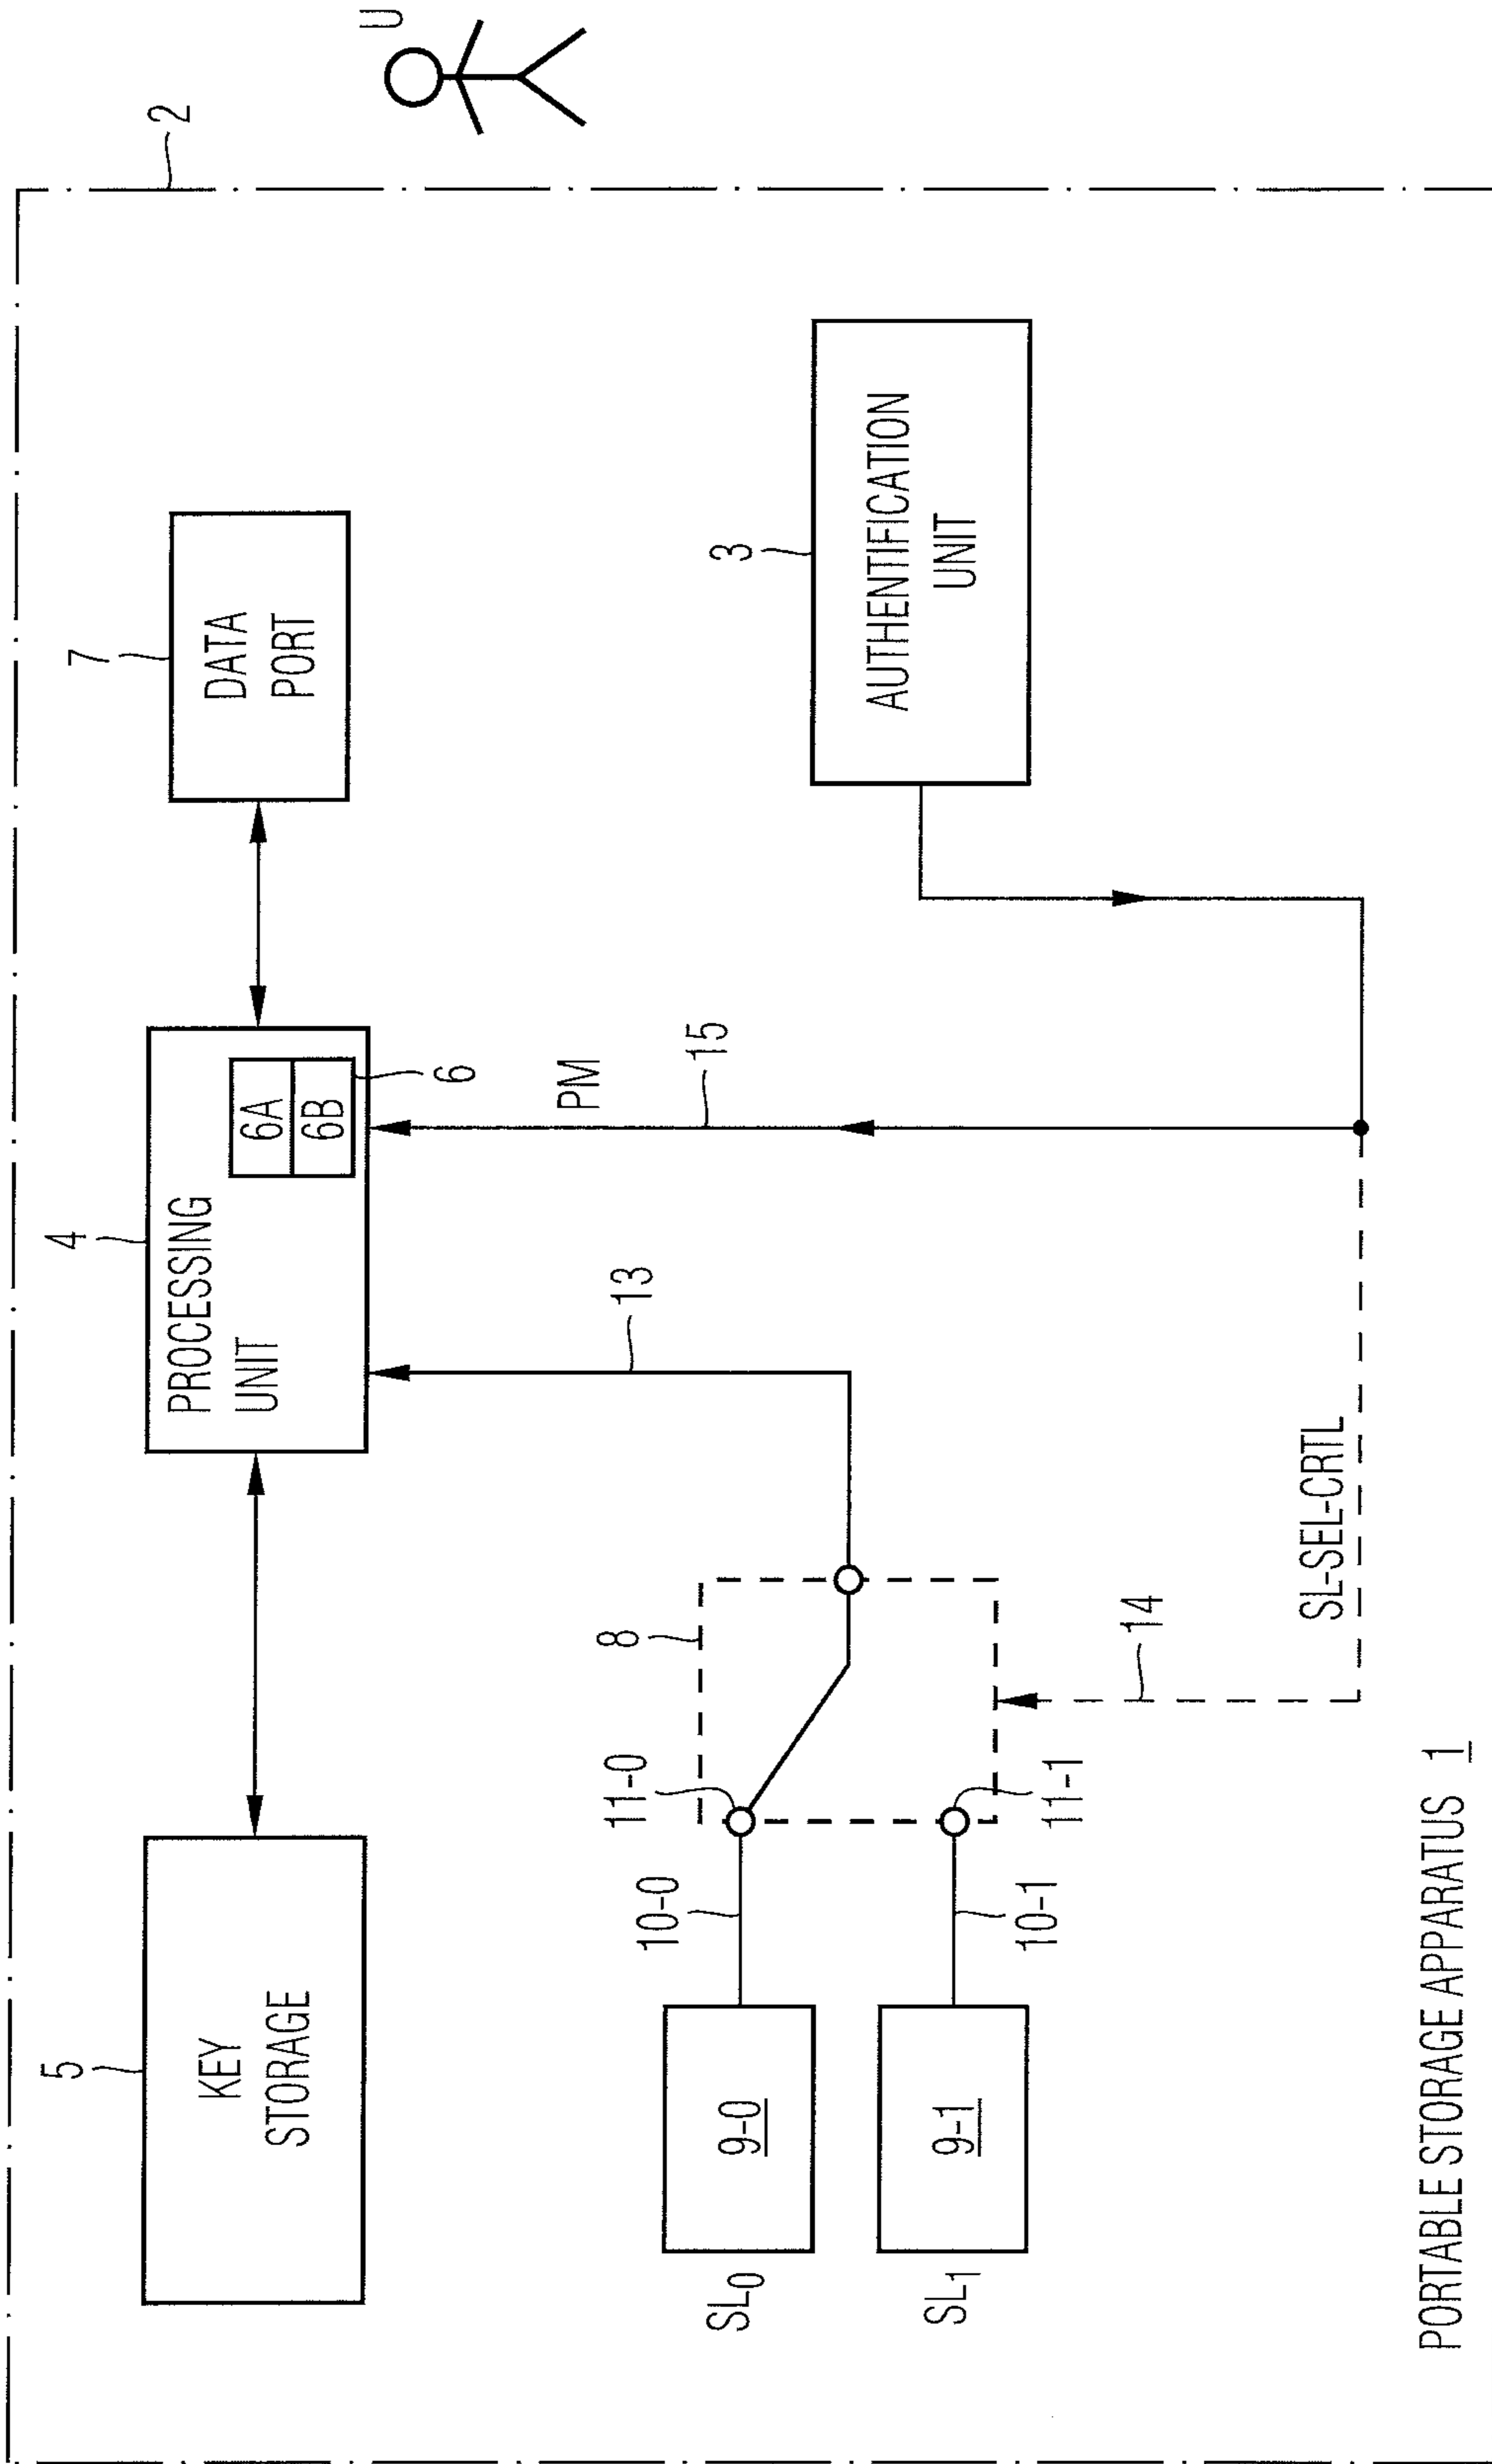 U
2
5
KEY
STORAGE
4
PROCESSING
UNIT
6A
6B
6
7
DATA
PORT
13
PM
15
3
AUTHENTIFICATION
UNIT
8
11-0
11-1
10-0
10-1
9-0
9-1
SL0
SL1
14
SL-SEL-CRTL
PORTABLE STORAGE APPARATUS 1